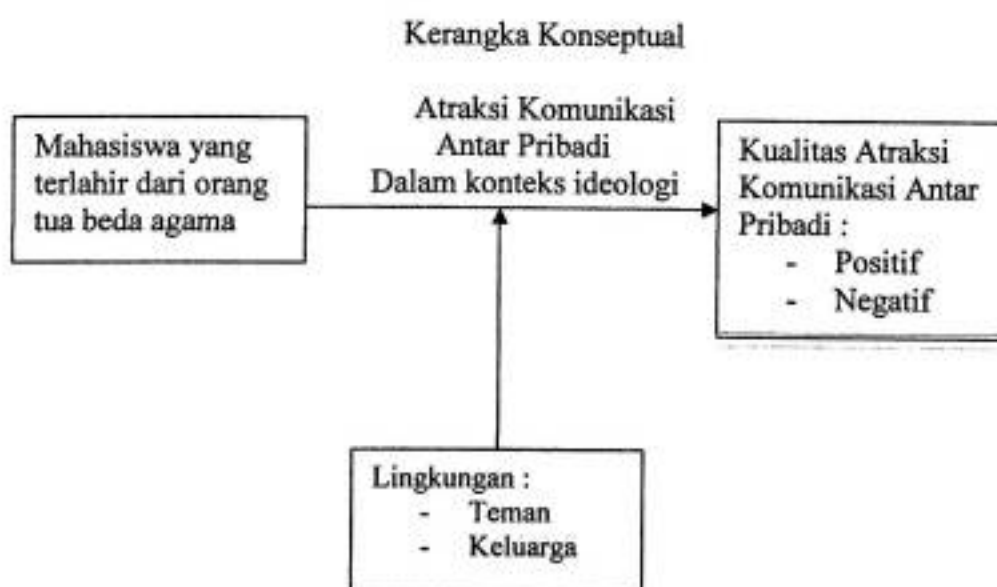 Kerangka Konseptual
Atraksi Komunikasi
Antar Pribadi
Dalam konteks ideologi
Mahasiswa yang
terlahir dari orang
tua beda agama
Kualitas Atraksi
Komunikasi Antar
Pribadi :
- Positif
- Negatif
Lingkungan :
- Teman
- Keluarga